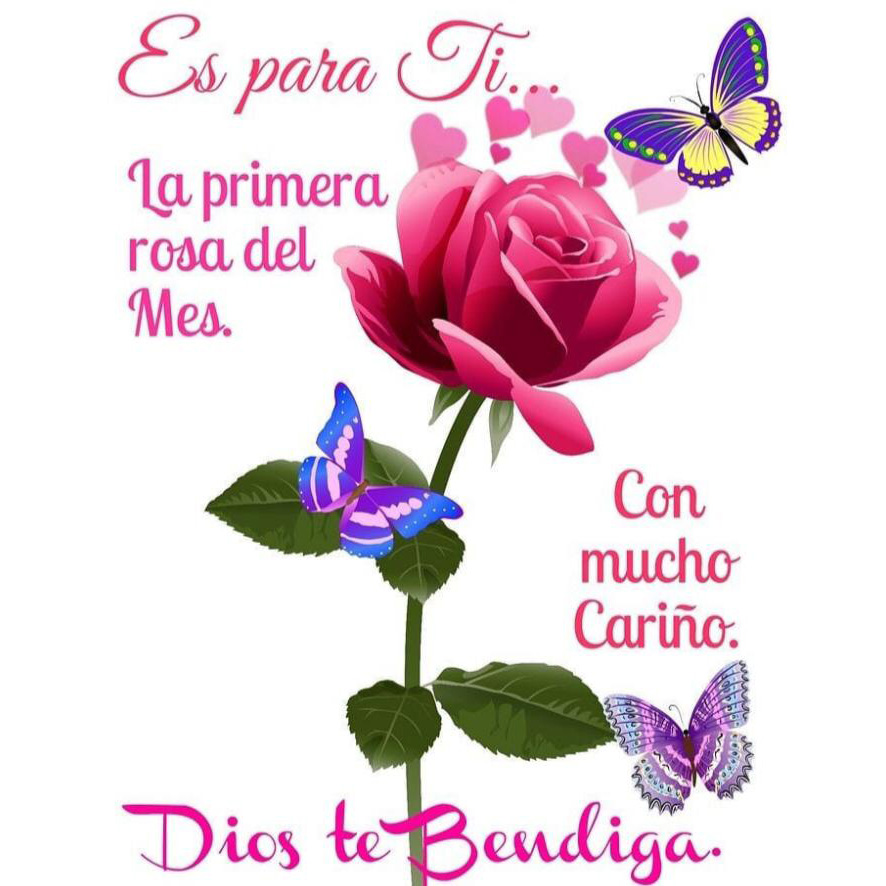 Es para Ti...
La primera
rosa del
Mes.
Con
mucho
Cariño.
Dios te Bendiga.